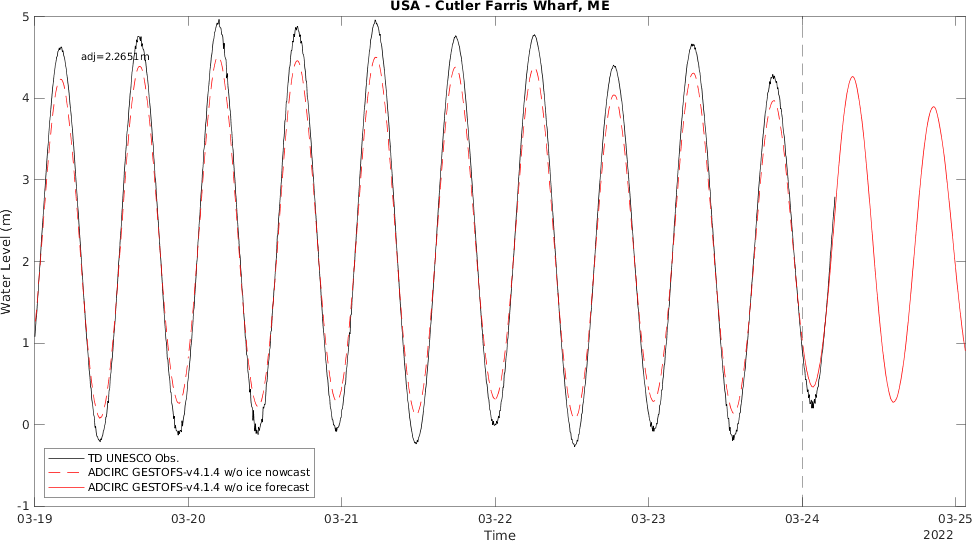 USA - Cutler Farris Wharf, ME
5
adj=2.2651m
4
3
2
1
0
-1
Water Level (m)
TD UNESCO Obs.
ADCIRC GESTOFS-v4.1.4 w/o ice nowcast
ADCIRC GESTOFS-v4.1.4 w/o ice forecast
03-19 03-20 03-21 03-22 03-23 03-24 03-25
Time
2022